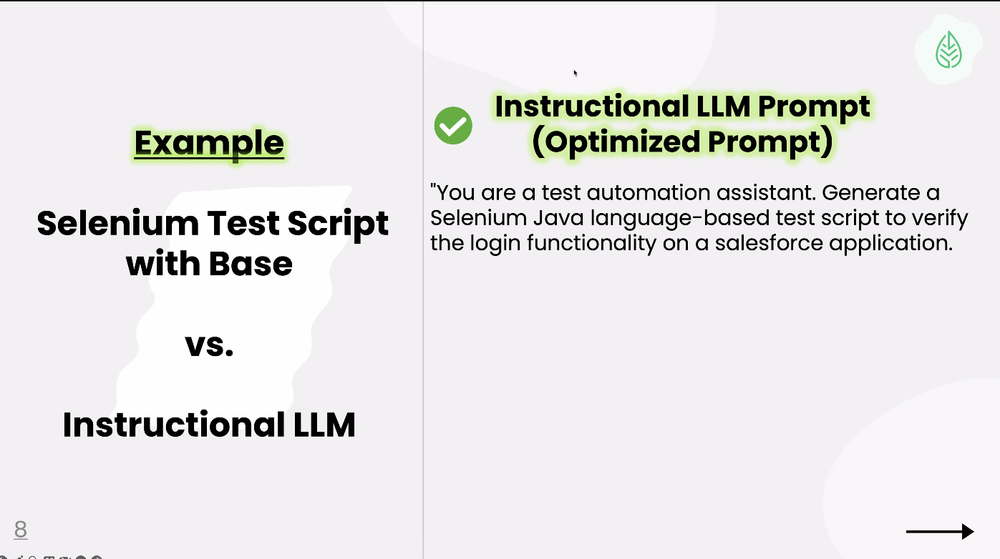 Example
Selenium Test Script
with Base
vs.
Instructional LLM
Instructional LLM Prompt
(Optimized Prompt)
"You are a test automation assistant. Generate a
Selenium Java language-based test script to verify
the login functionality on a salesforce application.
8